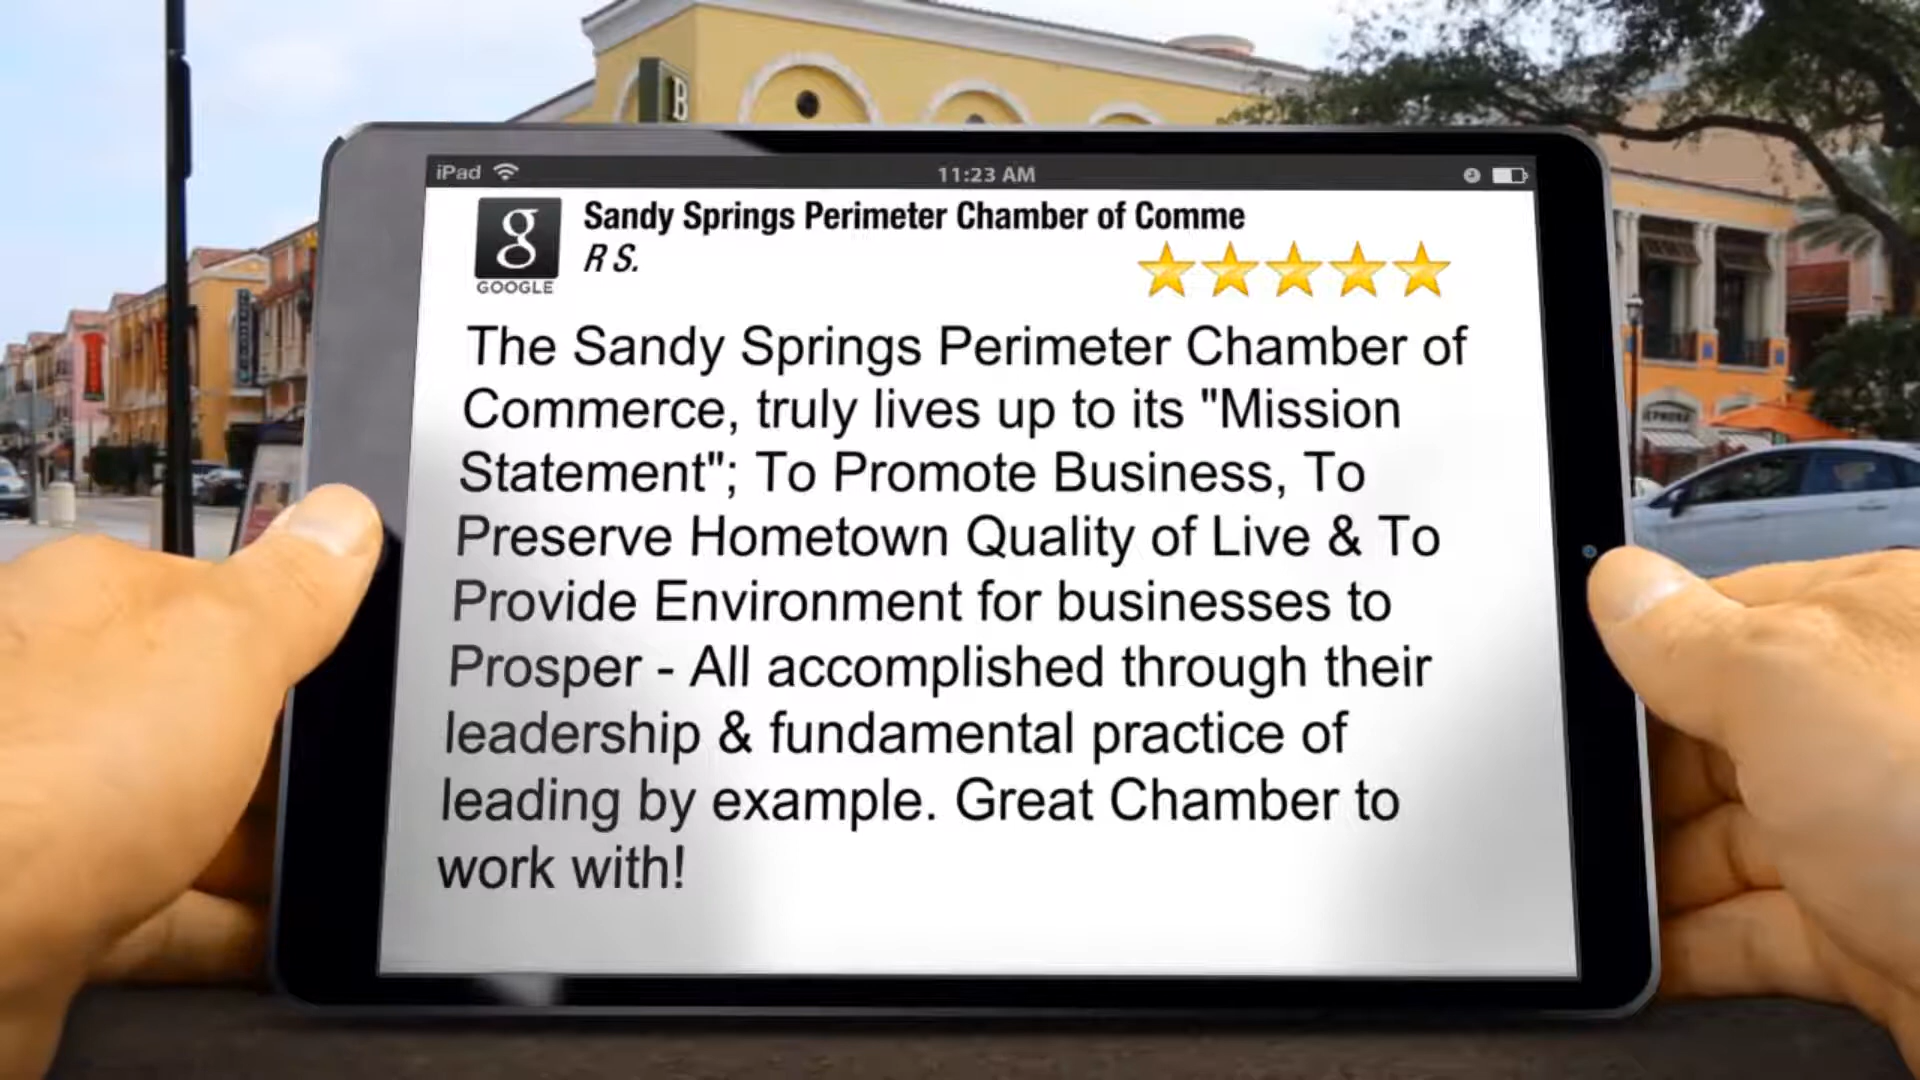 B
iPad
11:23 AM
g
GOOGLE
Sandy Springs Perimeter Chamber of Comme
R S.
The Sandy Springs Perimeter Chamber of
Commerce, truly lives up to its "Mission
Statement"; To Promote Business, To
Preserve Hometown Quality of Live & To
Provide Environment for businesses to
Prosper - All accomplished through their
leadership & fundamental practice of
leading by example. Great Chamber to
work with!
SEPHORA